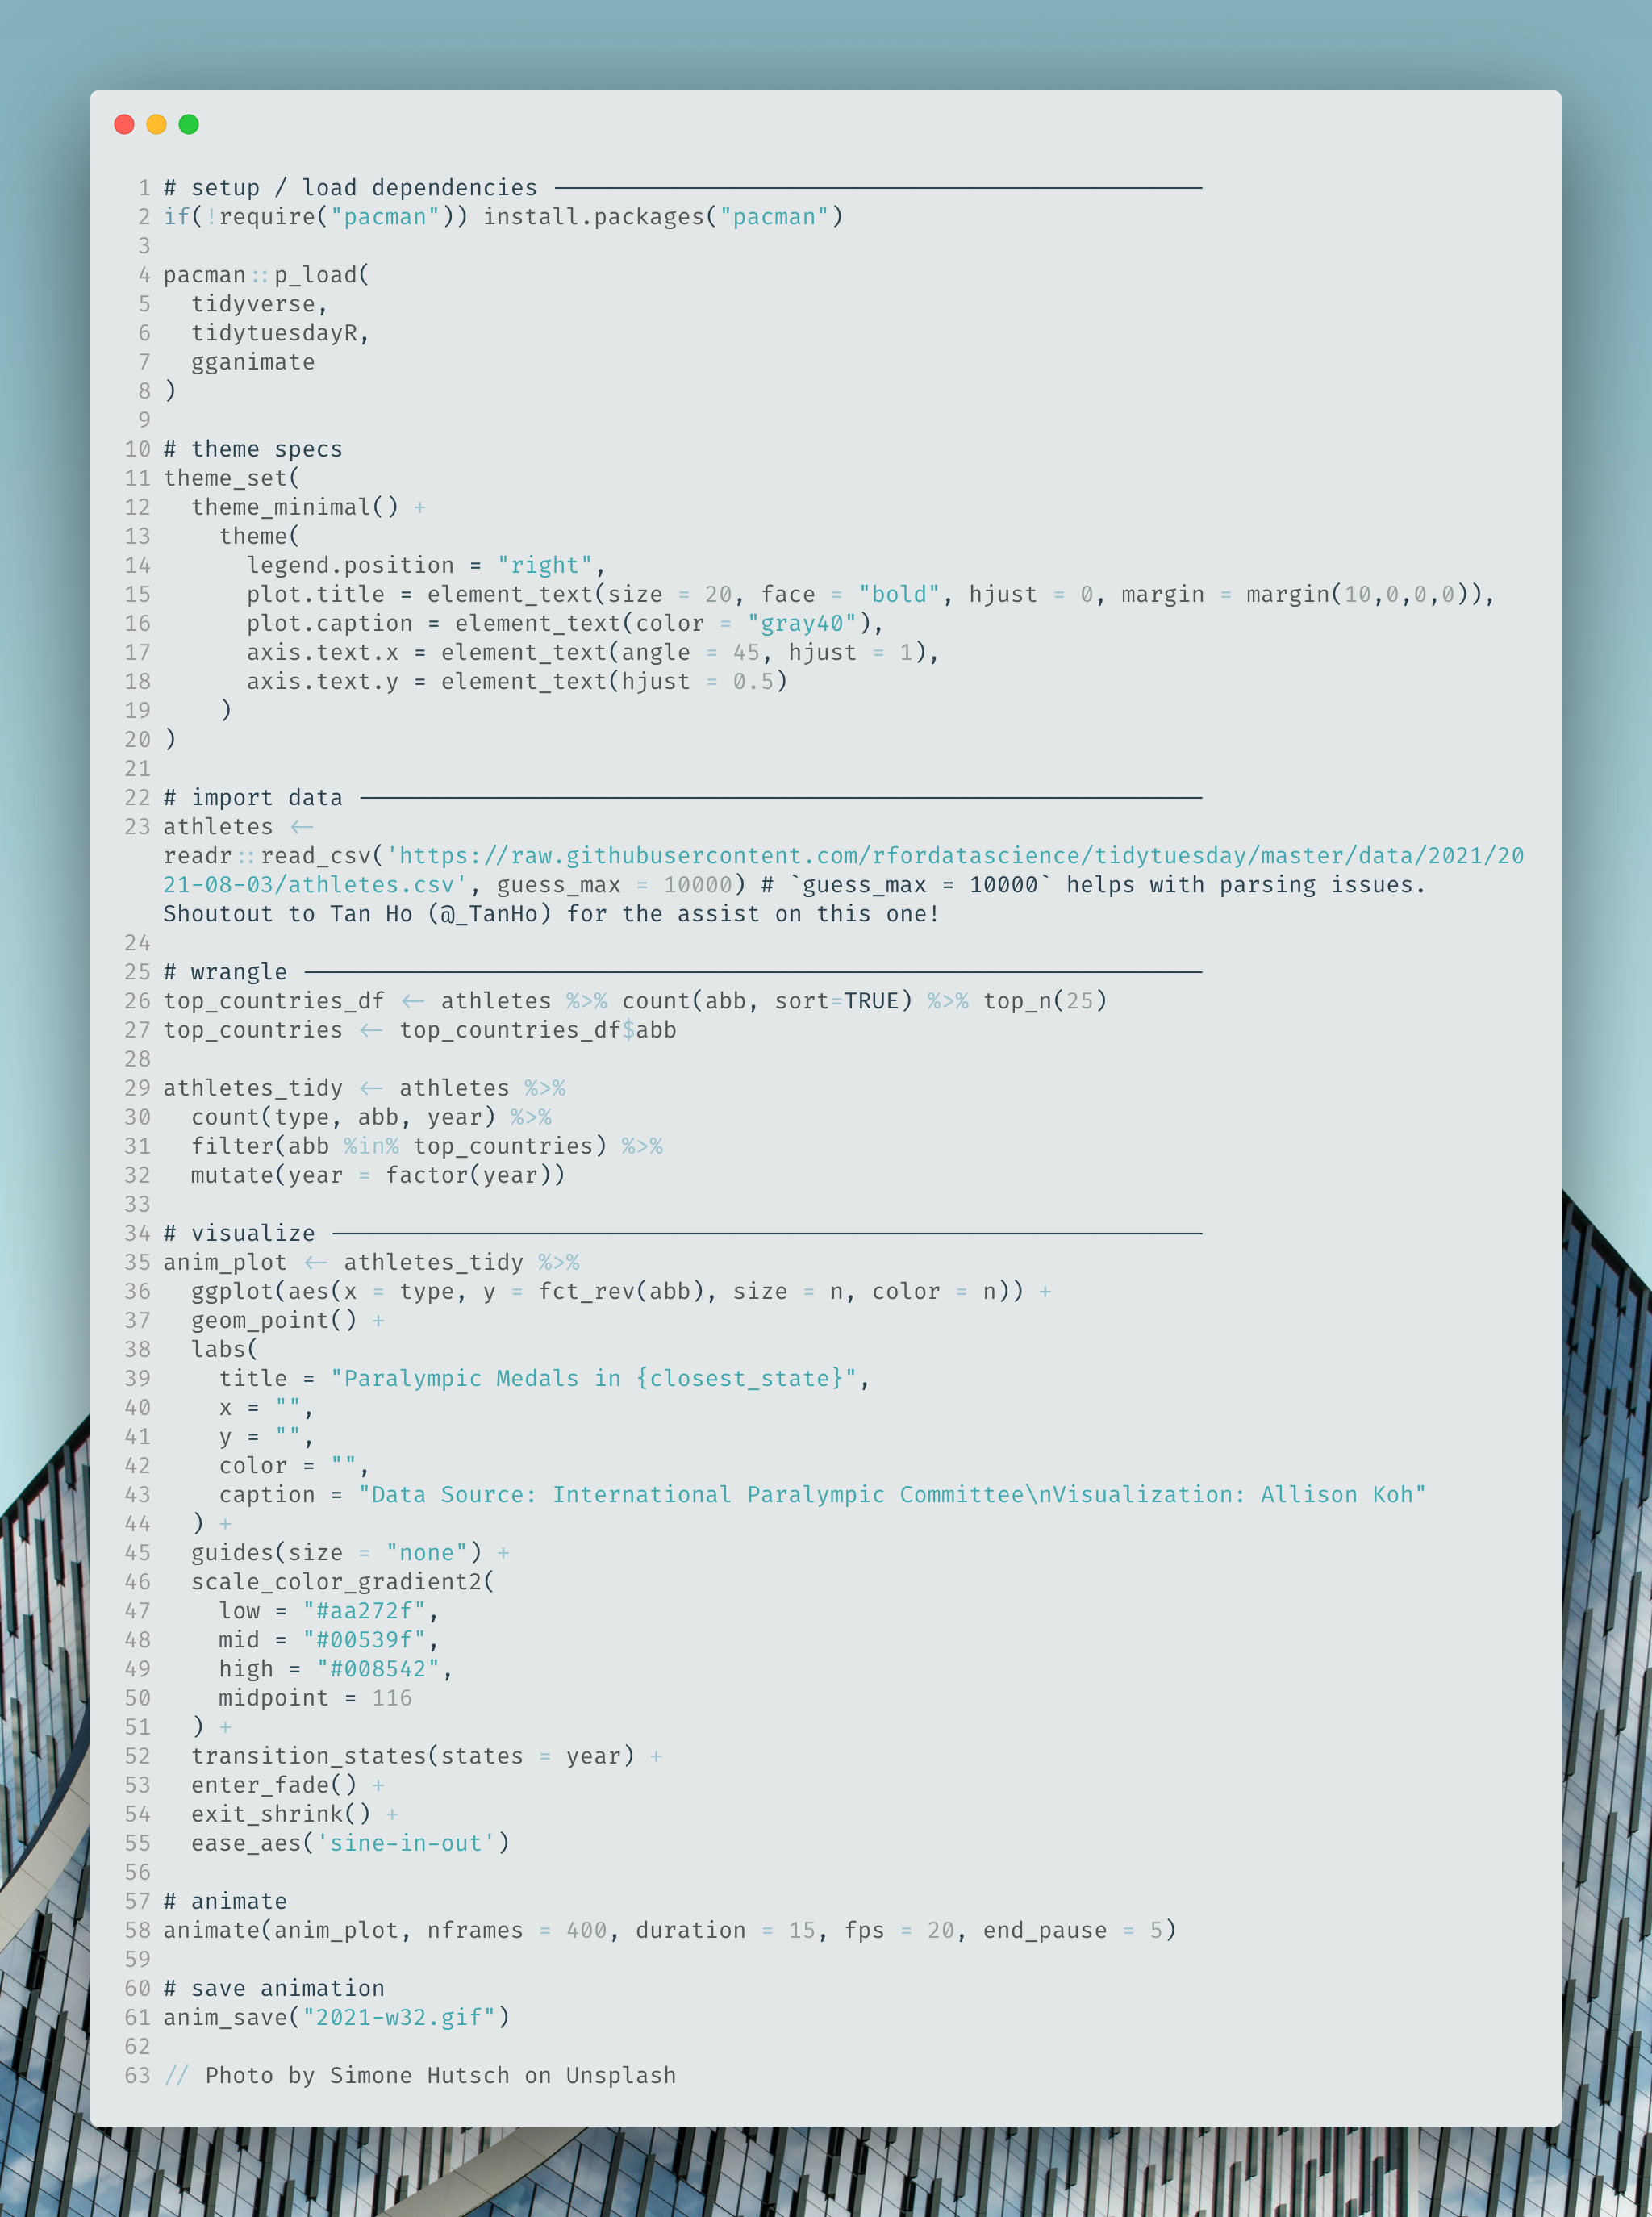 1 # setup / load dependencies ────────────────────────
2 if(!require("pacman")) install.packages("pacman")
3
4 pacman::p_load(
5   tidyverse,
6   tidytuesdayR,
7   gganimate
8 )
9
10 # theme specs
11 theme_set(
12   theme_minimal() +
13     theme(
14       legend.position = "right",
15       plot.title = element_text(size = 20, face = "bold", hjust = 0, margin = margin(10,0,0,0)),
16       plot.caption = element_text(color = "gray40"),
17       axis.text.x = element_text(angle = 45, hjust = 1),
18       axis.text.y = element_text(hjust = 0.5)
19     )
20 )
21
22 # import data ────────────────────────
23 athletes <-
readr::read_csv('https://raw.githubusercontent.com/rfordatascience/tidytuesday/master/data/2021/20
21-08-03/athletes.csv', guess_max = 10000) # `guess_max = 10000` helps with parsing issues.
Shoutout to Tan Ho (@_TanHo) for the assist on this one!
24
25 # wrangle ────────────────────────
26 top_countries_df <- athletes %>% count(abb, sort=TRUE) %>% top_n(25)
27 top_countries <- top_countries_df$abb
28
29 athletes_tidy <- athletes %>%
30   count(type, abb, year) %>%
31   filter(abb %in% top_countries) %>%
32   mutate(year = factor(year))
33
34 # visualize ────────────────────────
35 anim_plot <- athletes_tidy %>%
36   ggplot(aes(x = type, y = fct_rev(abb), size = n, color = n)) +
37   geom_point() +
38   labs(
39     title = "Paralympic Medals in {closest_state}",
40     x = "",
41     y = "",
42     color = "",
43     caption = "Data Source: International Paralympic Committee\nVisualization: Allison Koh"
44   ) +
45   guides(size = "none") +
46   scale_color_gradient2(
47     low = "#aa272f",
48     mid = "#00539f",
49     high = "#008542",
50     midpoint = 116
51   ) +
52   transition_states(states = year) +
53   enter_fade() +
54   exit_shrink() +
55   ease_aes('sine-in-out')
56
57 # animate
58 animate(anim_plot, nframes = 400, duration = 15, fps = 20, end_pause = 5)
59
60 # save animation
61 anim_save("2021-w32.gif")
62
63 // Photo by Simone Hutsch on Unsplash